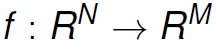 f : R^N → R^M